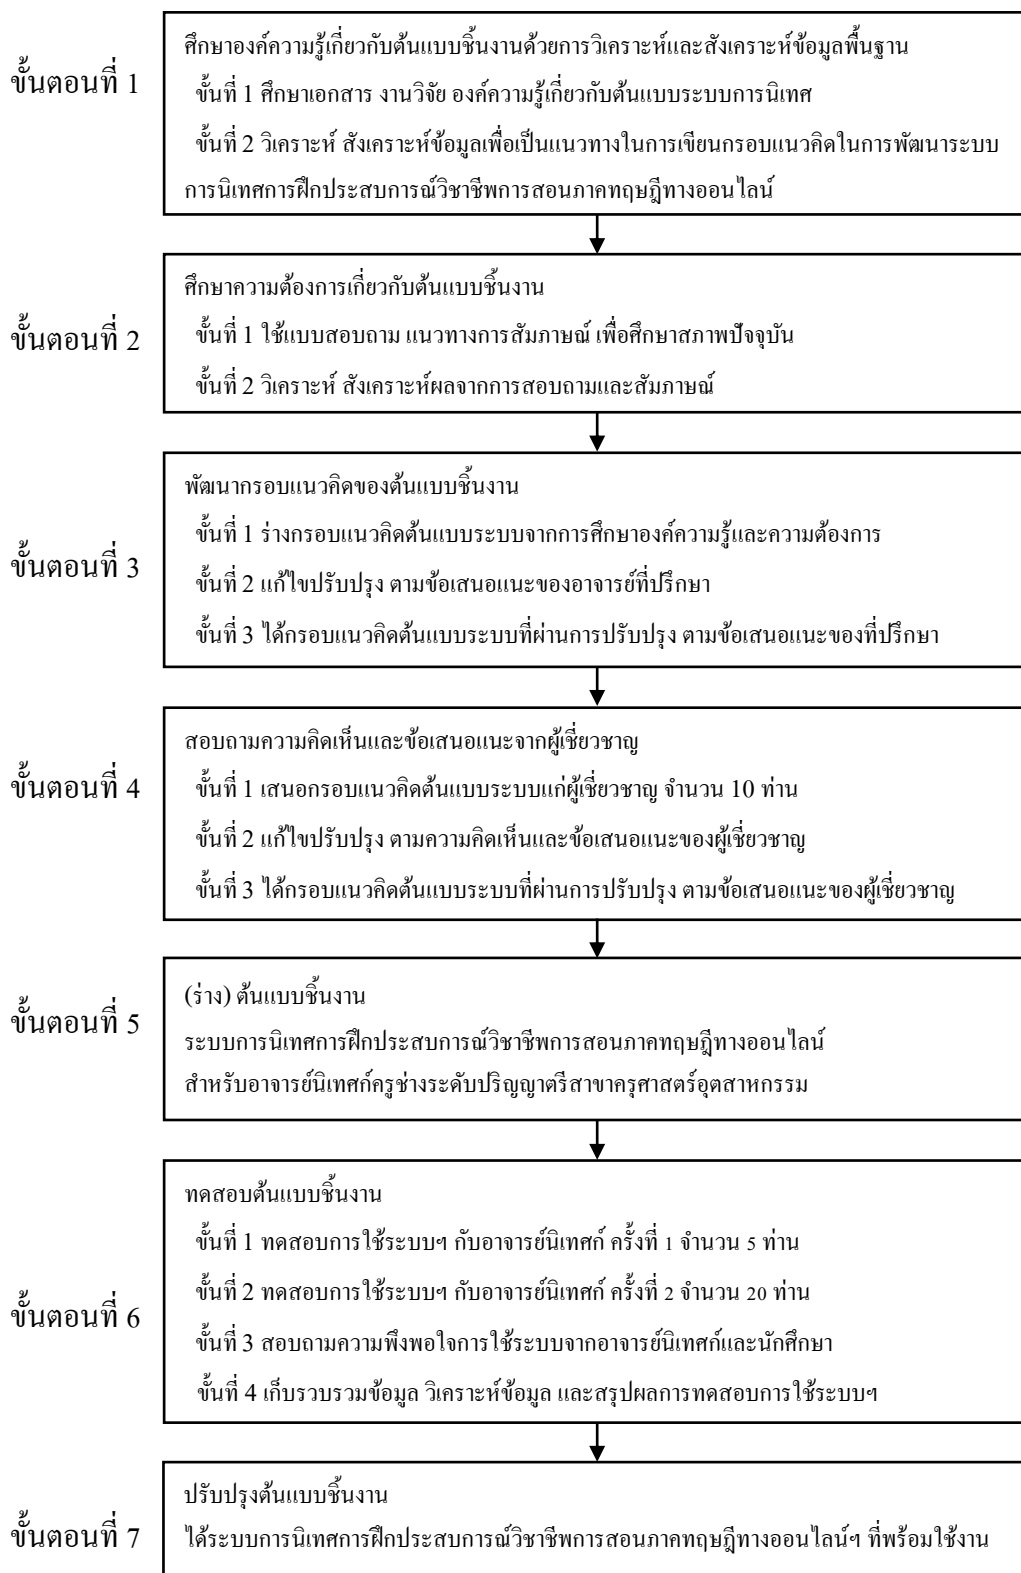 ขั้นตอนที่ 1
ศึกษาองค์ความรู้เกี่ยวกับต้นแบบชิ้นงานด้วยการวิเคราะห์และสังเคราะห์ข้อมูลพื้นฐาน
ขั้นที่ 1 ศึกษาเอกสาร งานวิจัย องค์ความรู้เกี่ยวกับต้นแบบระบบการนิเทศ
ขั้นที่ 2 วิเคราะห์ สังเคราะห์ข้อมูลเพื่อเป็นแนวทางในการเขียนกรอบแนวคิดในการพัฒนาระบบ
การนิเทศการฝึกประสบการณ์วิชาชีพการสอนภาคทฤษฎีทางออนไลน์
ขั้นตอนที่ 2
ศึกษาความต้องการเกี่ยวกับต้นแบบชิ้นงาน
ขั้นที่ 1 ใช้แบบสอบถาม แนวทางการสัมภาษณ์ เพื่อศึกษาสภาพปัจจุบัน
ขั้นที่ 2 วิเคราะห์ สังเคราะห์ผลจากการสอบถามและสัมภาษณ์
ขั้นตอนที่ 3
พัฒนากรอบแนวคิดของต้นแบบชิ้นงาน
ขั้นที่ 1 ร่างกรอบแนวคิดต้นแบบระบบจากการศึกษาองค์ความรู้และความต้องการ
ขั้นที่ 2 แก้ไขปรับปรุง ตามข้อเสนอแนะของอาจารย์ที่ปรึกษา
ขั้นที่ 3 ได้กรอบแนวคิดต้นแบบระบบที่ผ่านการปรับปรุง ตามข้อเสนอแนะของที่ปรึกษา
ขั้นตอนที่ 4
สอบถามความคิดเห็นและข้อเสนอแนะจากผู้เชี่ยวชาญ
ขั้นที่ 1 เสนอกรอบแนวคิดต้นแบบระบบแก่ผู้เชี่ยวชาญ จำนวน 10 ท่าน
ขั้นที่ 2 แก้ไขปรับปรุง ตามความคิดเห็นและข้อเสนอแนะของผู้เชี่ยวชาญ
ขั้นที่ 3 ได้กรอบแนวคิดต้นแบบระบบที่ผ่านการปรับปรุง ตามข้อเสนอแนะของผู้เชี่ยวชาญ
ขั้นตอนที่ 5
(ร่าง) ต้นแบบชิ้นงาน
ระบบการนิเทศการฝึกประสบการณ์วิชาชีพการสอนภาคทฤษฎีทางออนไลน์
สำหรับอาจารย์นิเทศก์ครูช่างระดับปริญญาตรีสาขาครุศาสตร์อุตสาหกรรม
ขั้นตอนที่ 6
ทดสอบต้นแบบชิ้นงาน
ขั้นที่ 1 ทดสอบการใช้ระบบฯ กับอาจารย์นิเทศก์ ครั้งที่ 1 จำนวน 5 ท่าน
ขั้นที่ 2 ทดสอบการใช้ระบบฯ กับอาจารย์นิเทศก์ ครั้งที่ 2 จำนวน 20 ท่าน
ขั้นที่ 3 สอบถามความพึงพอใจการใช้ระบบจากอาจารย์นิเทศก์และนักศึกษา
ขั้นที่ 4 เก็บรวบรวมข้อมูล วิเคราะห์ข้อมูล และสรุปผลการทดสอบการใช้ระบบฯ
ขั้นตอนที่ 7
ปรับปรุงต้นแบบชิ้นงาน
ได้ระบบการนิเทศการฝึกประสบการณ์วิชาชีพการสอนภาคทฤษฎีทางออนไลน์ฯ ที่พร้อมใช้งาน